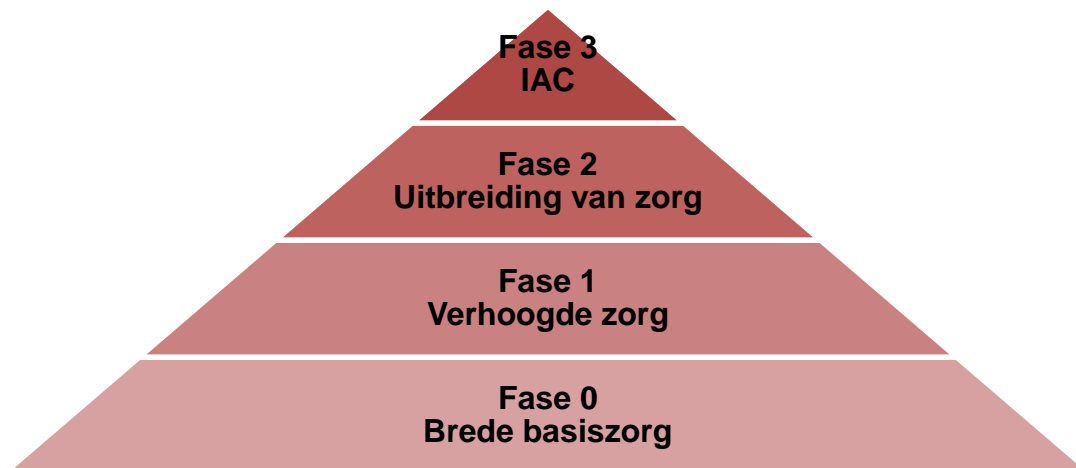 Fase 3
IAC
Fase 2
Uitbreiding van zorg
Fase 1
Verhoogde zorg
Fase 0
Brede basiszorg